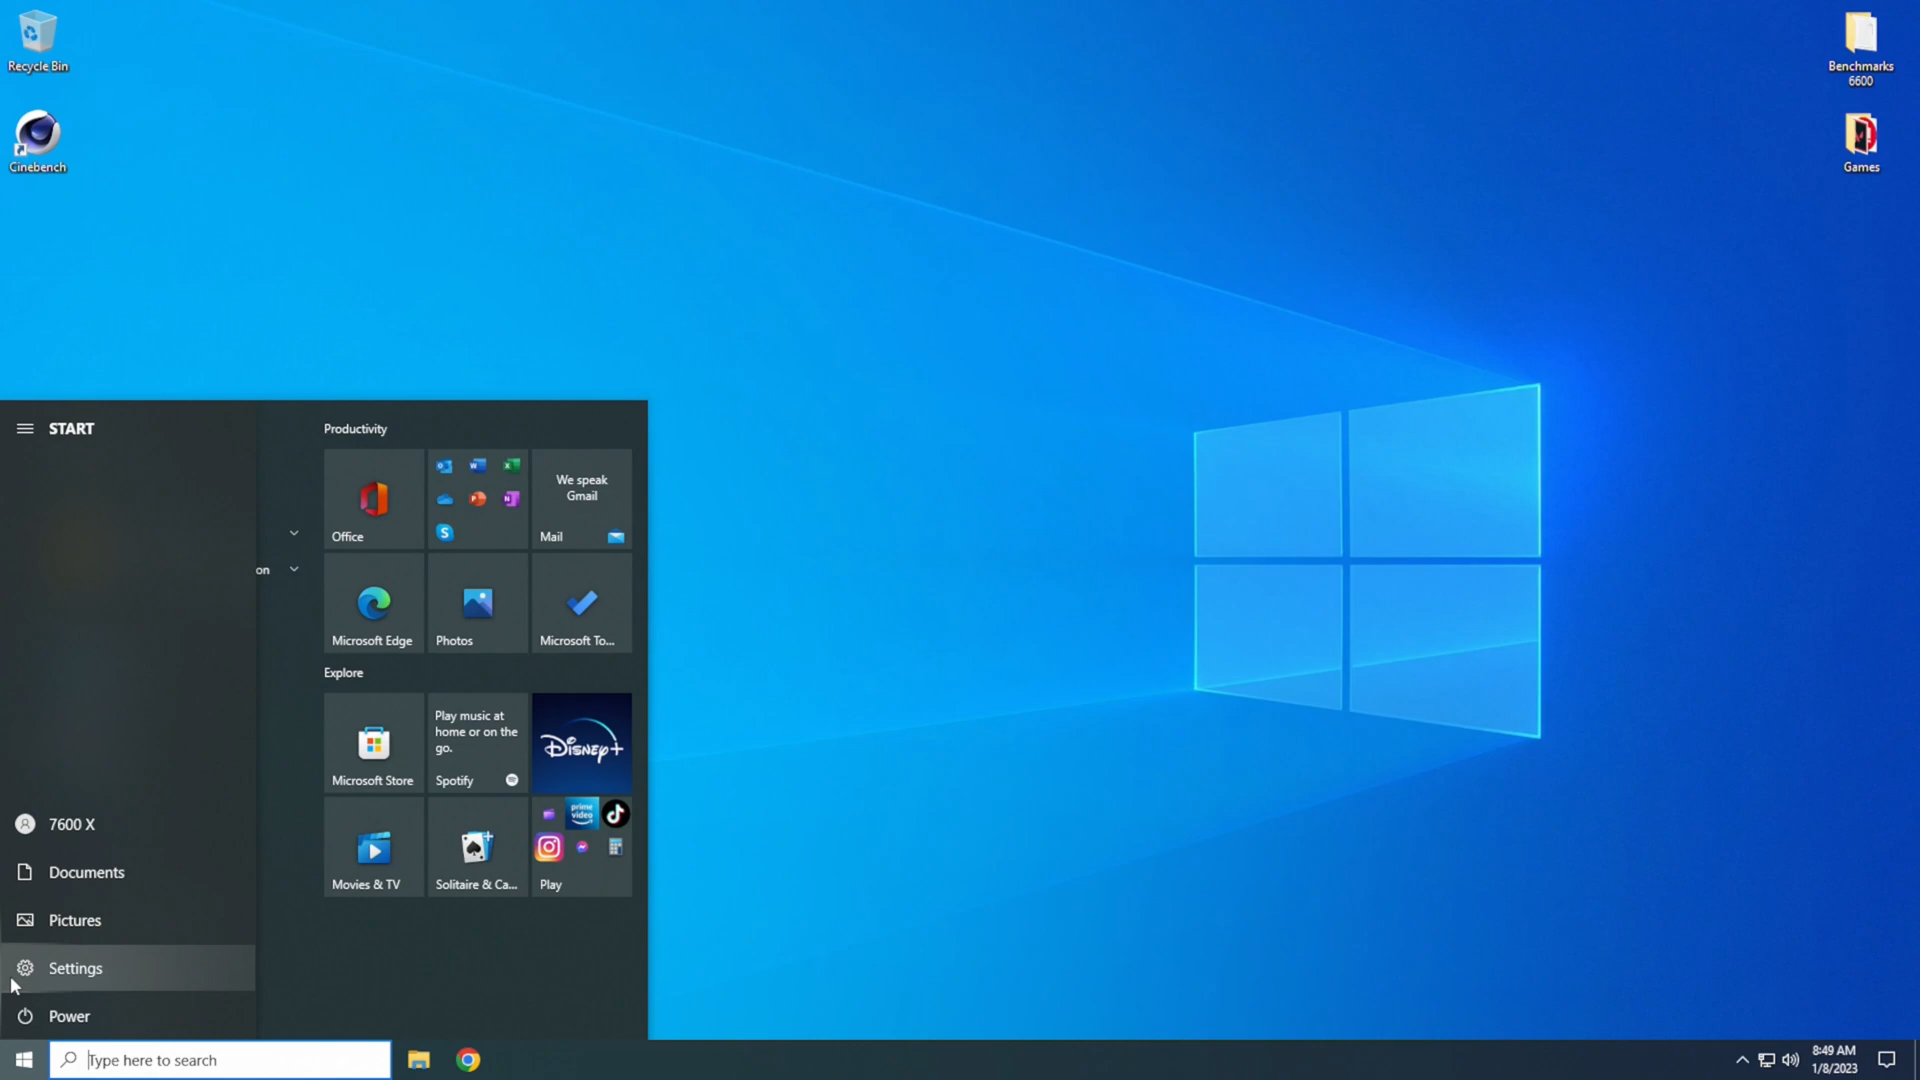 Recycle Bin
Cinebench
Benchmarks
6600
Games
START
on
7600 X
Documents
Pictures
Settings
Power
Productivity
Office
We speak
Gmail
Mail
Microsoft Edge
Photos
Microsoft To...
Explore
Microsoft Store
Play music at
home or on the
go.
Spotify
Disney+
Movies & TV
Solitaire & Ca...
prime
video
Play
Type here to search
8:49 AM
1/8/2023